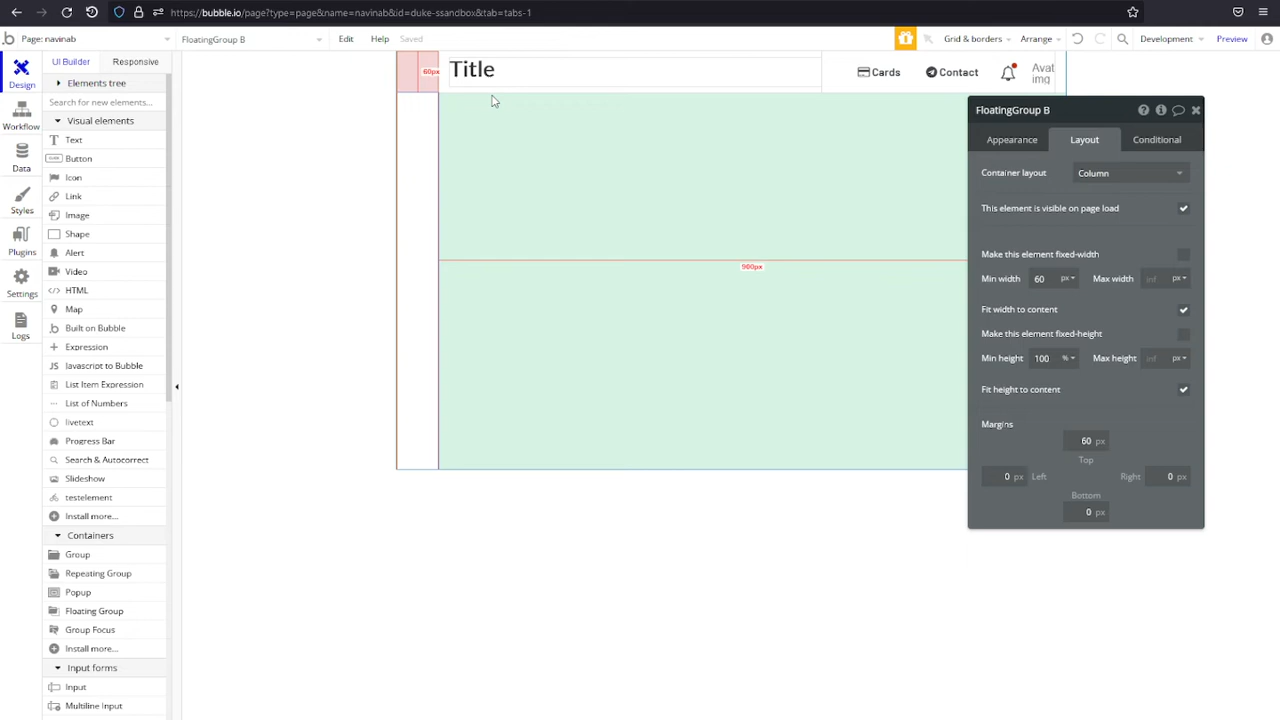 https://bubble.io/page?type=page&name=navinab&id=duke-ssandbox&tab=tabs-1
Page: navinab
FloatingGroup B
Edit
Help
Saved
Grid & borders
Arrange
Development
Preview
Design
Workflow
Data
Styles
Plugins
Settings
Logs
UI Builder
Responsive
Elements tree
Search for new elements...
Visual elements
Text
Button
Icon
Link
Image
Shape
Alert
Video
</> HTML
Map
Built on Bubble
Expression
JS Javascript to Bubble
List Item Expression
List of Numbers
livetext
Progress Bar
Search & Autocorrect
Slideshow
testelement
Install more...
Containers
Group
Repeating Group
Popup
Floating Group
Group Focus
Install more...
Input forms
Input
Multiline Input
60px
Title
Cards
Contact
Avat
img
900px
FloatingGroup B
Appearance
Layout
Conditional
Container layout
Column
This element is visible on page load
Make this element fixed-width
Min width 60 px
Max width inf px
Fit width to content
Make this element fixed-height
Min height 100 %
Max height inf px
Fit height to content
Margins
60 px
Top
0 px Left
Right 0 px
Bottom
0 px